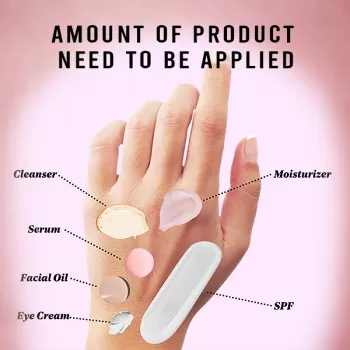 AMOUNT OF PRODUCT
NEED TO BE APPLIED
Cleanser
Moisturizer
Serum
Facial Oil
Eye Cream
SPF